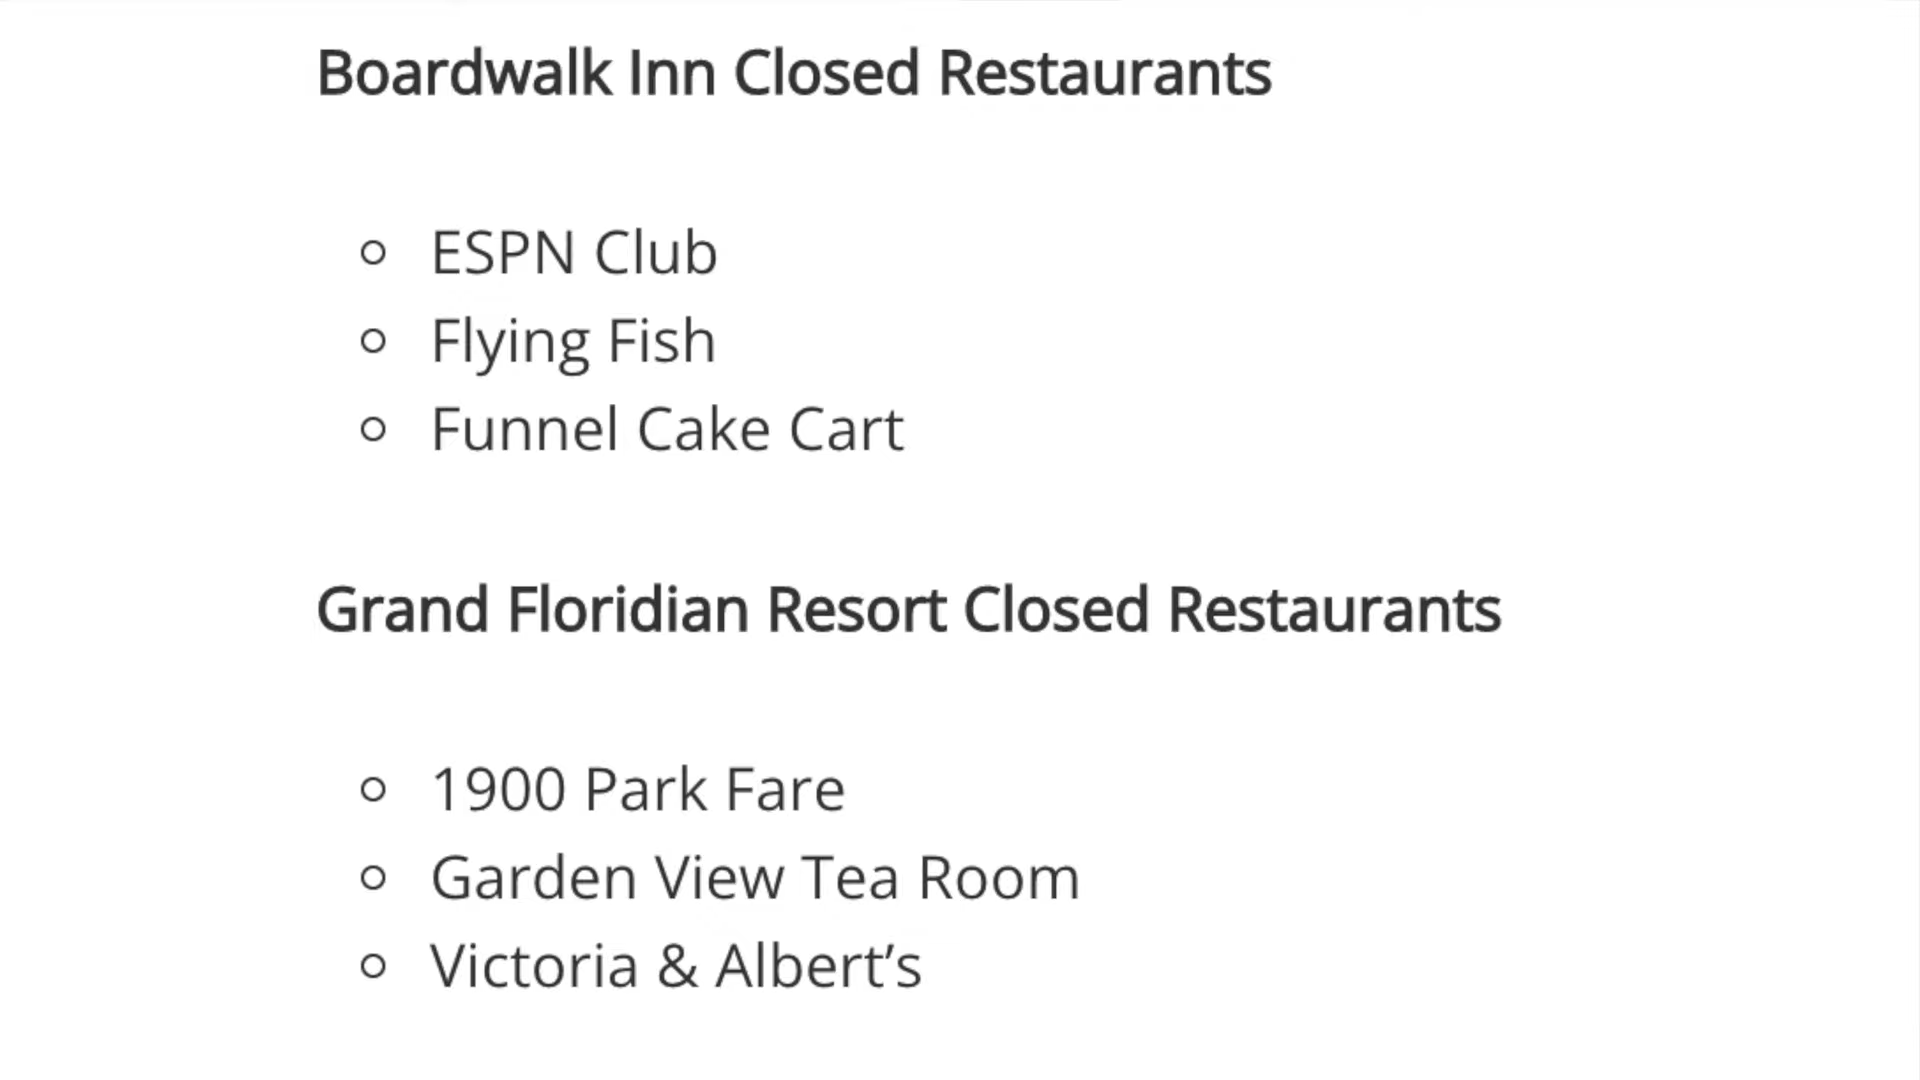 Boardwalk Inn Closed Restaurants
ESPN Club
Flying Fish
Funnel Cake Cart
Grand Floridian Resort Closed Restaurants
1900 Park Fare
Garden View Tea Room
Victoria & Albert’s